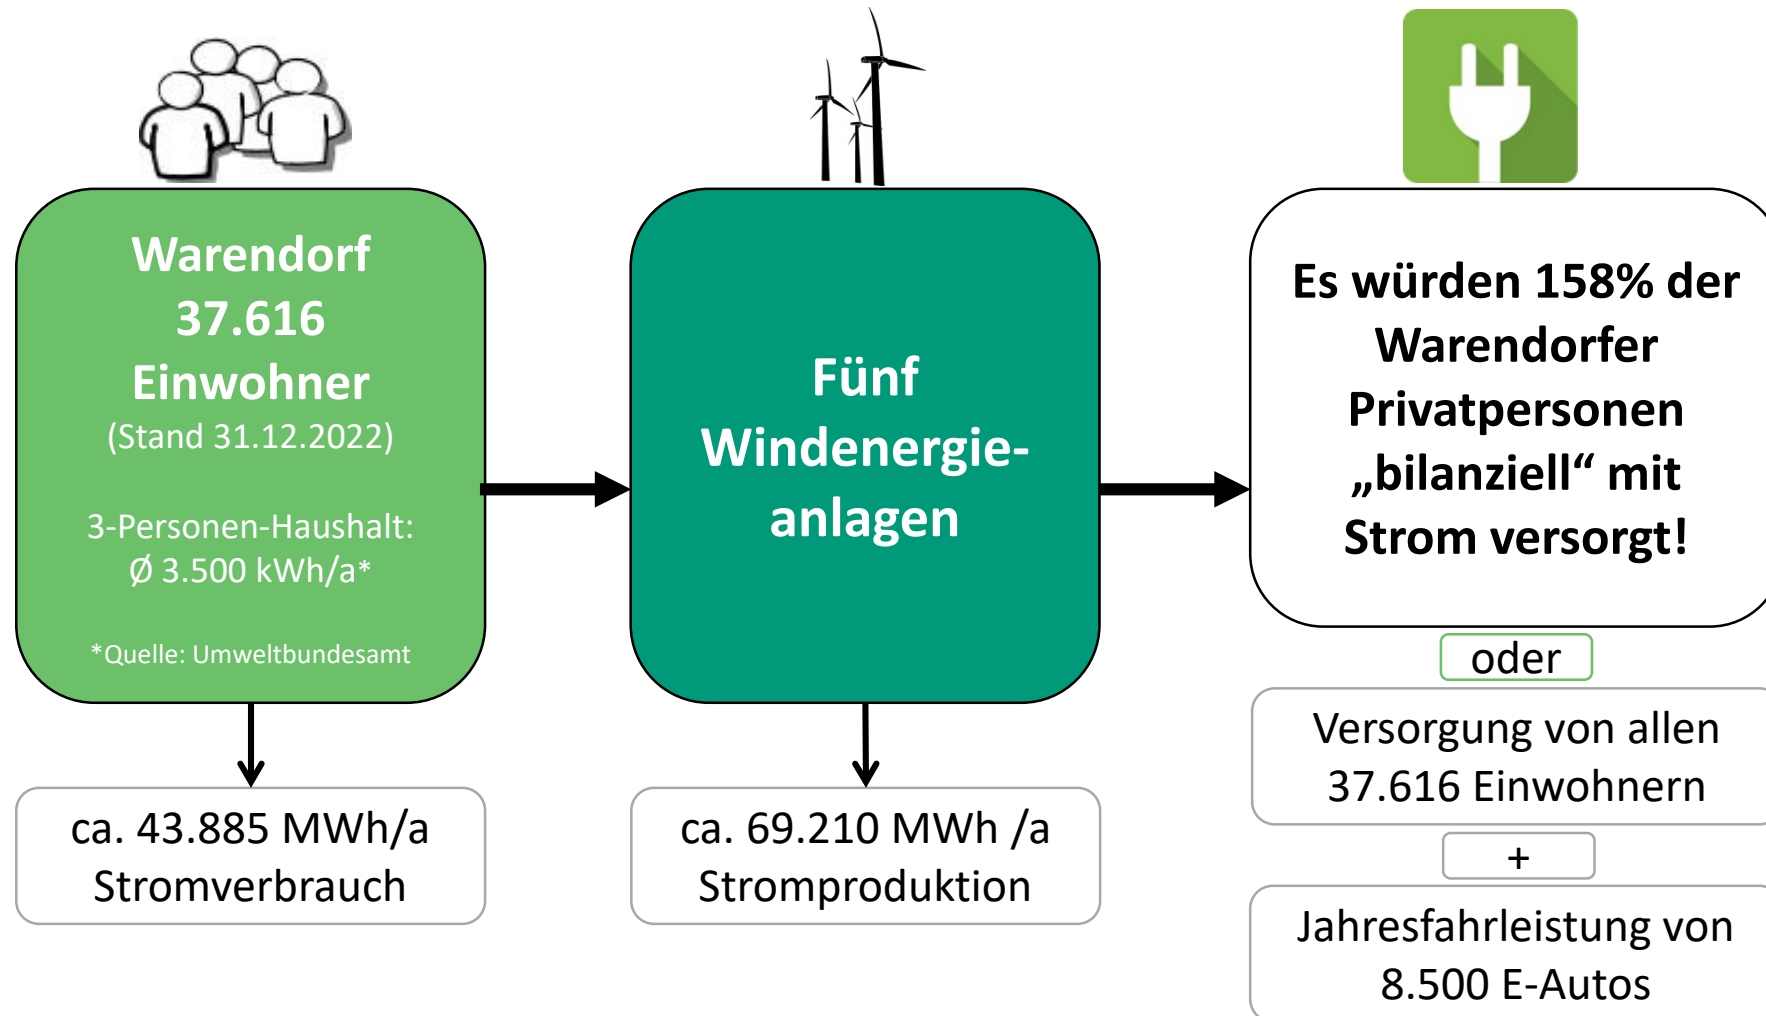 Warendorf
37.616
Einwohner
(Stand 31.12.2022)
3-Personen-Haushalt:
Ø 3.500 kWh/a*
*Quelle: Umweltbundesamt
ca. 43.885 MWh/a
Stromverbrauch
Fünf
Windenergie-
anlagen
ca. 69.210 MWh /a
Stromproduktion
Es würden 158% der
Warendorfer
Privatpersonen
„bilanziell“ mit
Strom versorgt!
oder
Versorgung von allen
37.616 Einwohnern
+
Jahresfahrleistung von
8.500 E-Autos